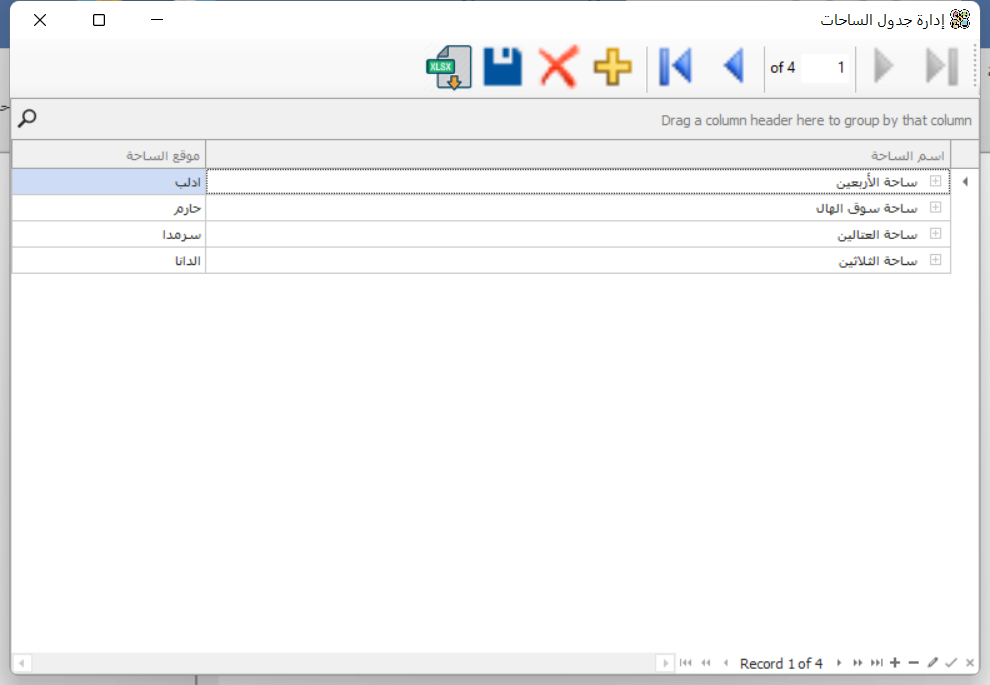 إدارة جدول الساحات
XLSX
1 of 4
Drag a column header here to group by that column
اسم الساحة موقع الساحة
ساحة الأربعين ادلب
ساحة سوق الهال حارم
ساحة العتالين سرمدا
ساحة الثلاثين الدانا
Record 1 of 4